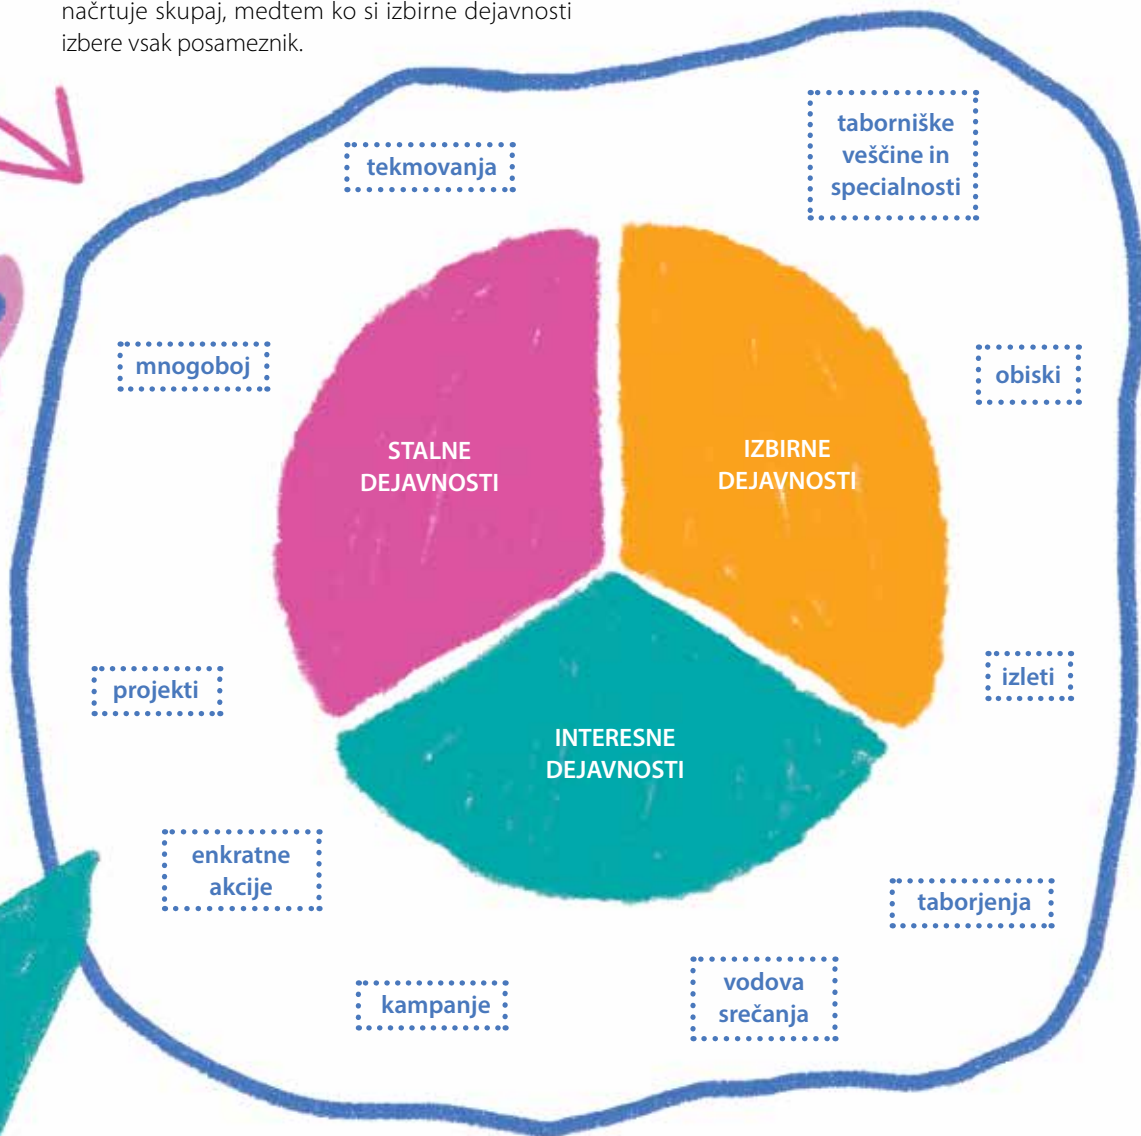 načrtuje skupaj, medtem ko si izbirne dejavnosti
izbere vsak posameznik.
tekmovanja
taborniške
veščine in
specialnosti
mnogoboj
obiski
STALNE
DEJAVNOSTI
IZBIRNE
DEJAVNOSTI
projekti
izleti
INTERESNE
DEJAVNOSTI
enkratne
akcije
taborjenja
kampanje
vodova
srečanja